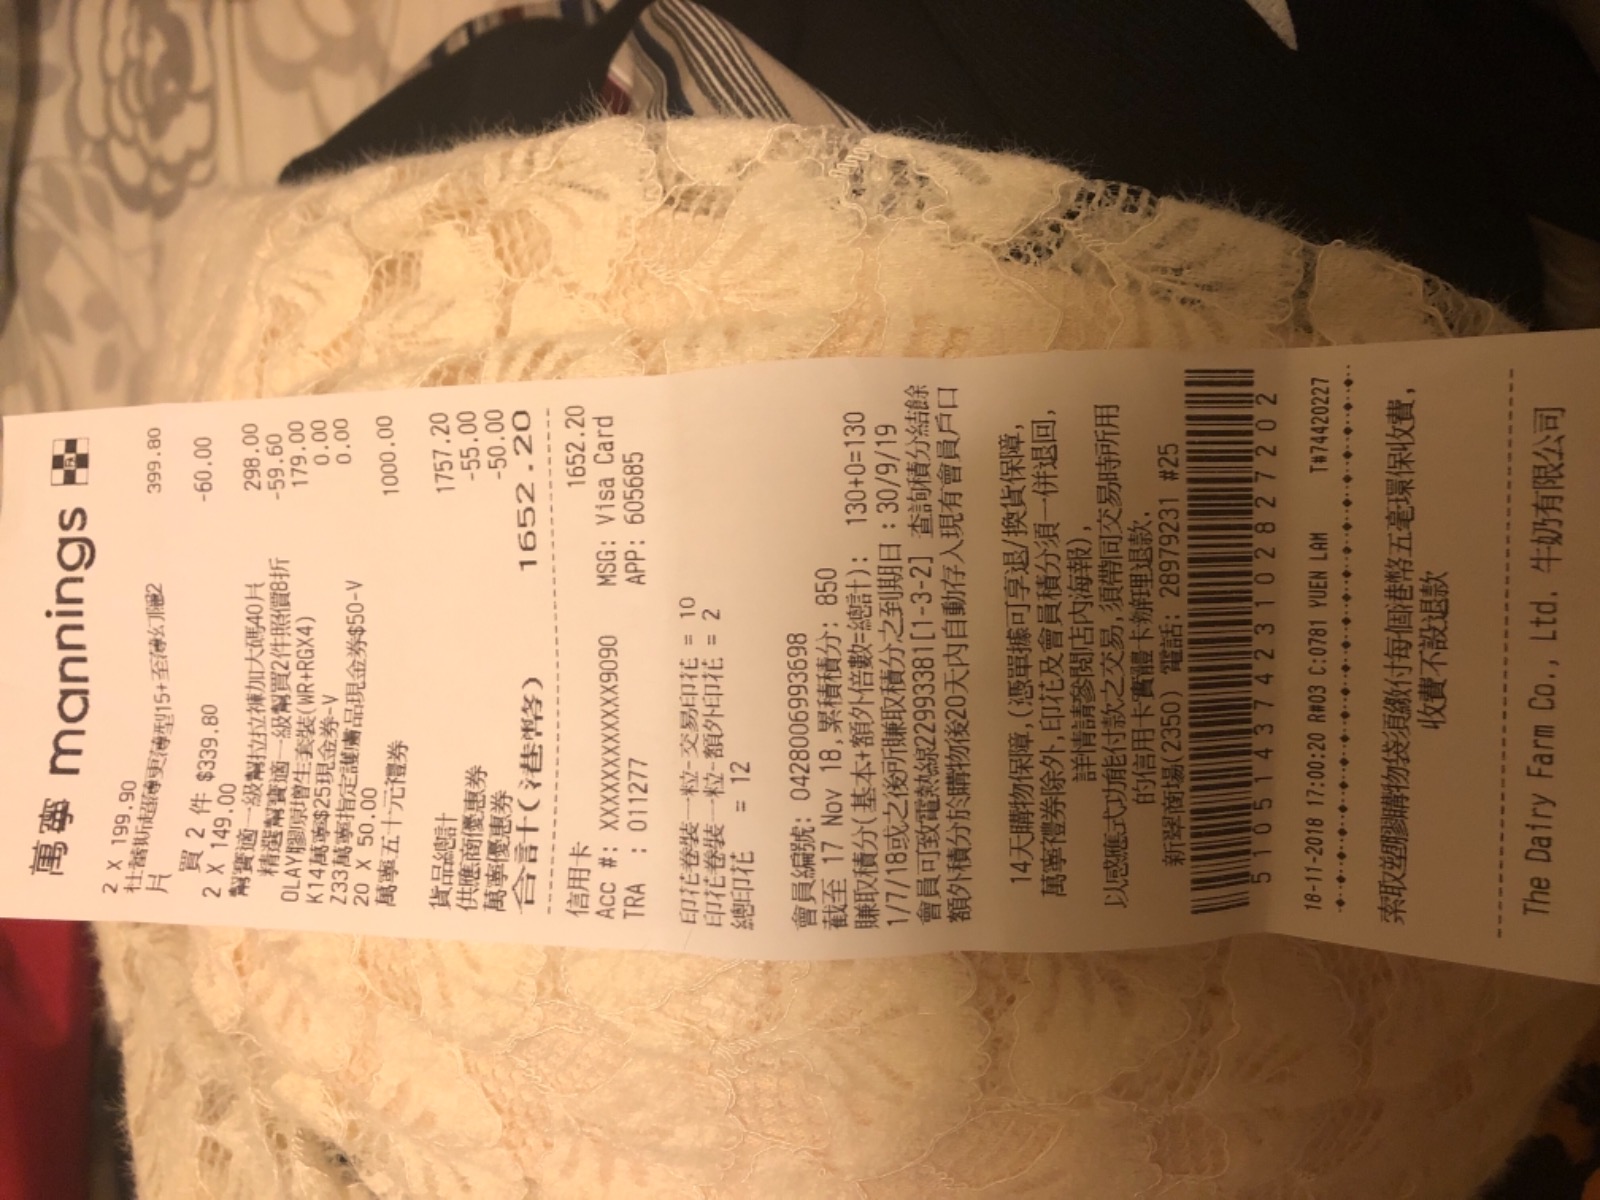 萬寧 mannings
2 X 199.90
杜蕾斯超薄更薄型15+至薄幻隱2 399.80
片
買 2 件 $339.80 -60.00
2 X 149.00
幫寶適一級幫拉拉褲加大碼40片 298.00
精選幫寶適一級幫買2件照價8折 -59.60
OLAY膠原增生套裝(WR+RGX4) 179.00
K14萬寧$25現金券-V 0.00
Z33萬寧指定護膚品現金券$50-V 0.00
20 X 50.00
萬寧五十元禮券 1000.00
貨品總計 1757.20
供應商優惠券 -55.00
萬寧優惠券 -50.00
合計(港幣) 1652.20
信用卡 1652.20
Acc #: XXXXXXXXXXXX9090 MSG: Visa Card
TRA : 011277 APP: 605685
印花卷裝一粒-交易印花 = 10
印花卷裝一粒-額外印花 = 2
總印花 = 12
會員編號: 0428006993698
截至 17 Nov 18,累積積分: 850
賺取積分(基本+額外倍數=總計): 130+0=130
1/7/18或之後所賺取積分之到期日:30/9/19
會員可致電熱線22993381[1-3-2] 查詢積分結餘
額外積分於購物後20天內自動存入現有會員戶口
14天購物保障,(憑單據可享退/換貨保障,
萬寧禮券除外,印花及會員積分須一併退回,
詳情請參閱店內海報),
以感應式功能付款之交易,須帶同交易時所用
的信用卡實體卡辦理退款.
新翠商場(2350) 電話: 28979231 #25
51051437423102827202
18-11-2018 17:00:20 R#03 C:0781 YUEN LAM T#74420227
索取塑膠購物袋須繳付每個港幣五毫環保收費,
收費不設退款
The Dairy Farm Co., Ltd. 牛奶有限公司